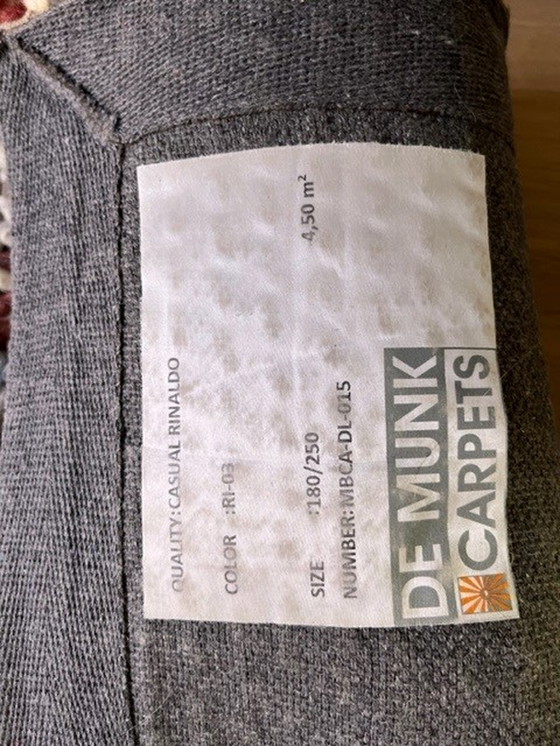 QUALITY:CASUAL RINALDO
COLOR :RI-03
SIZE :180/250 4,50 m²
NUMBER:MBCA-DL-015
DE MUNK
CARPETS